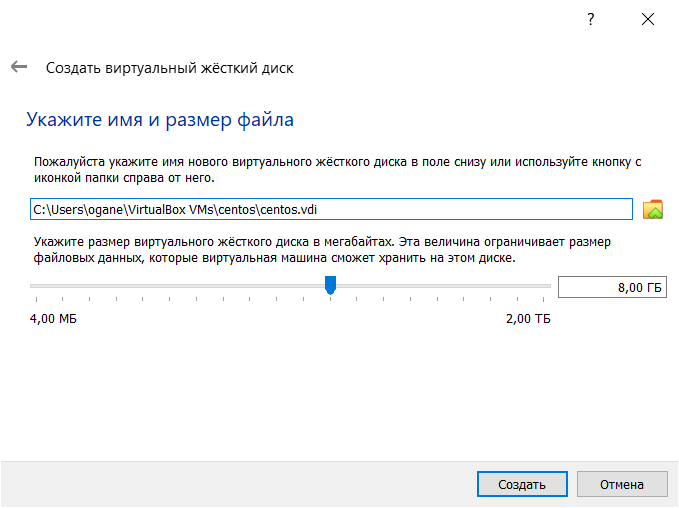 ?
Создать виртуальный жёсткий диск
Укажите имя и размер файла
Пожалуйста укажите имя нового виртуального жёсткого диска в поле снизу или используйте кнопку с
иконкой папки справа от него.
C:\Users\ogane\VirtualBox VMs\centos\centos.vdi
Укажите размер виртуального жёсткого диска в мегабайтах. Эта величина ограничивает размер
файловых данных, которые виртуальная машина сможет хранить на этом диске.
8,00 ГБ
4,00 МБ
2,00 ТБ
Создать
Отмена